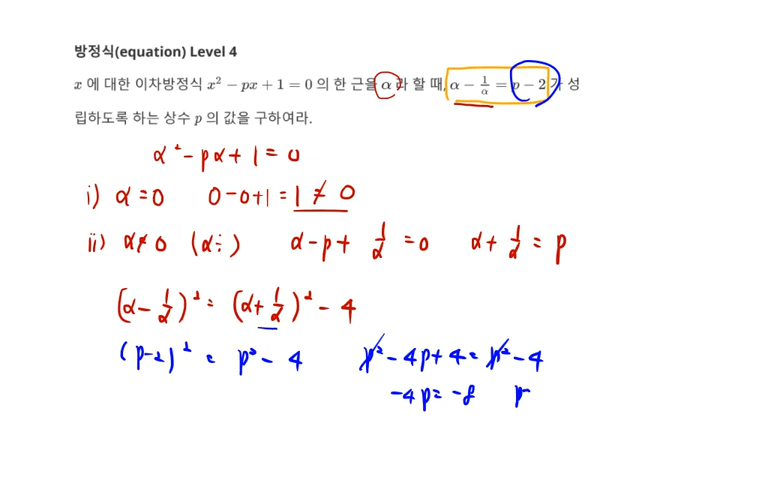 방정식(equation) Level 4
x 에 대한 이차방정식 x² − px + 1 = 0 의 한 근을 α 라 할 때, α − 1/α = p − 2 가 성
립하도록 하는 상수 p 의 값을 구하여라.
α² − pα + 1 = 0
i) α = 0 0 − 0 + 1 = 1 ≠ 0
ii) α ≠ 0 (α ÷) α − p + 1/α = 0 α + 1/α = p
(α − 1/α)² = (α + 1/α)² − 4
(p − 2)² = p² − 4 p² − 4p + 4 = p² − 4
−4p = −8 p